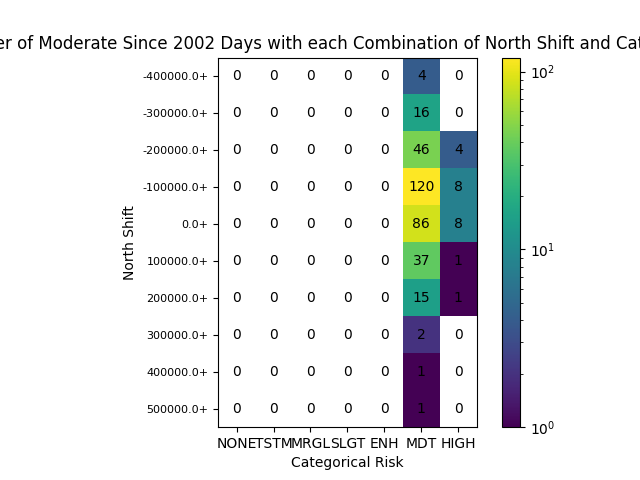 er of Moderate Since 2002 Days with each Combination of North Shift and Cat
-400000.0+ 0 0 0 0 0 4 0
-300000.0+ 0 0 0 0 0 16 0
-200000.0+ 0 0 0 0 0 46 4
-100000.0+ 0 0 0 0 0 120 8
0.0+ 0 0 0 0 0 86 8
100000.0+ 0 0 0 0 0 37 1
200000.0+ 0 0 0 0 0 15 1
300000.0+ 0 0 0 0 0 2 0
400000.0+ 0 0 0 0 0 1 0
500000.0+ 0 0 0 0 0 1 0
NONE TSTM MRGL SLGT ENH MDT HIGH
Categorical Risk
North Shift
10²
10¹
10⁰